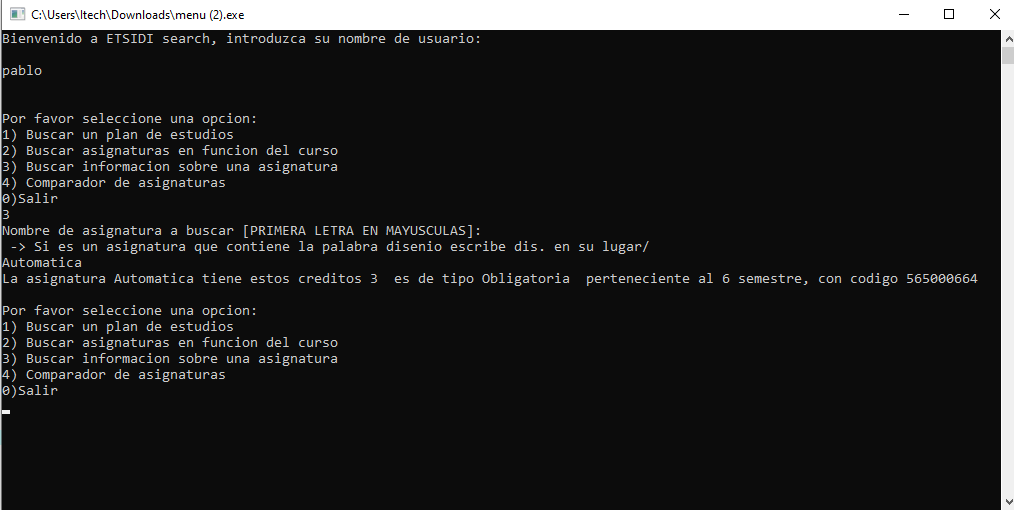 C:\Users\ltech\Downloads\menu (2).exe
Bienvenido a ETSIDI search, introduzca su nombre de usuario:
pablo
Por favor seleccione una opcion:
1) Buscar un plan de estudios
2) Buscar asignaturas en funcion del curso
3) Buscar informacion sobre una asignatura
4) Comparador de asignaturas
0)Salir
3
Nombre de asignatura a buscar [PRIMERA LETRA EN MAYUSCULAS]:
-> Si es un asignatura que contiene la palabra disenio escribe dis. en su lugar/
Automatica
La asignatura Automatica tiene estos creditos 3  es de tipo Obligatoria  perteneciente al 6 semestre, con codigo 565000664
Por favor seleccione una opcion:
1) Buscar un plan de estudios
2) Buscar asignaturas en funcion del curso
3) Buscar informacion sobre una asignatura
4) Comparador de asignaturas
0)Salir